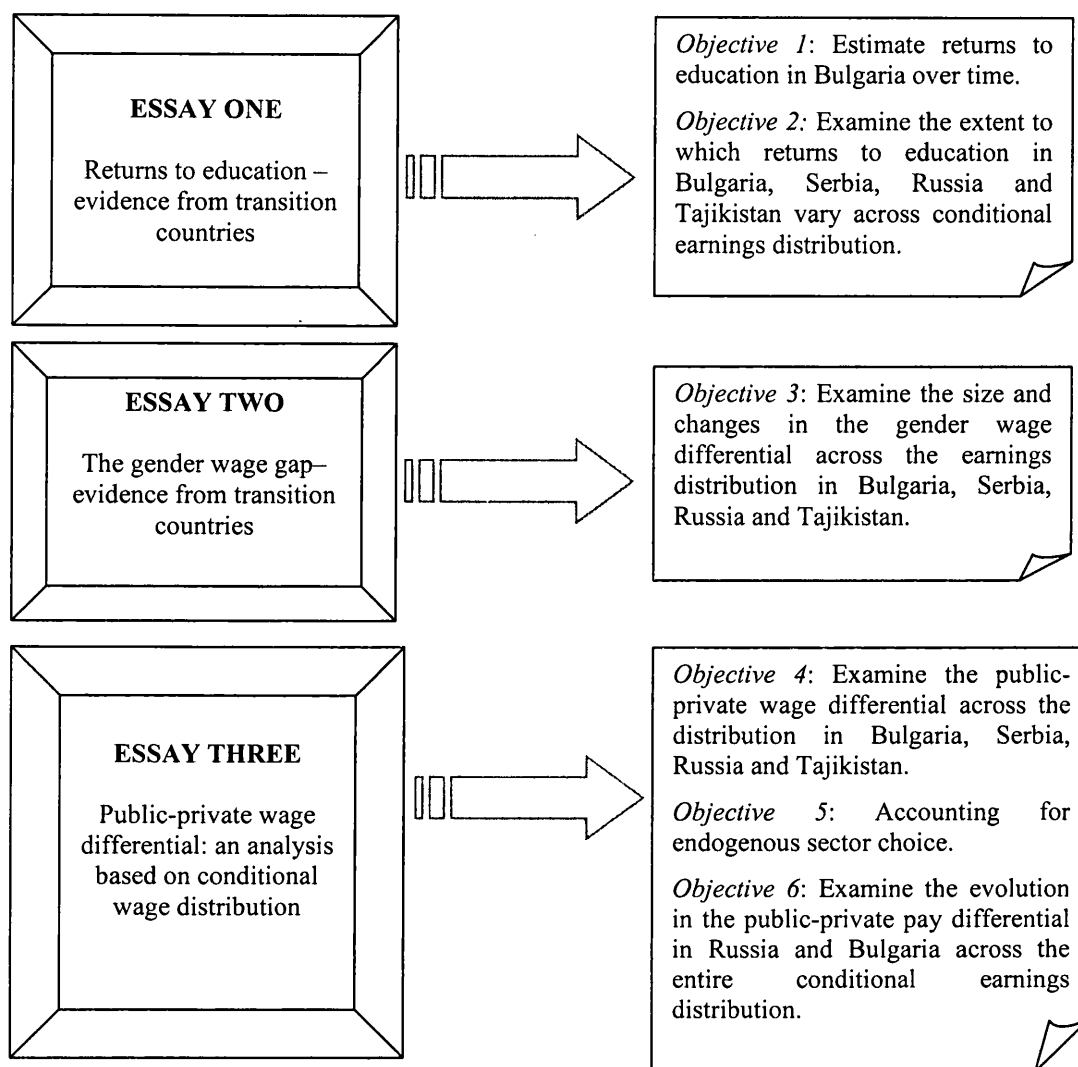 ESSAY ONE
Returns to education –
evidence from transition
countries
Objective 1: Estimate returns to
education in Bulgaria over time.
Objective 2: Examine the extent to
which returns to education in
Bulgaria, Serbia, Russia and
Tajikistan vary across conditional
earnings distribution.
ESSAY TWO
The gender wage gap–
evidence from transition
countries
Objective 3: Examine the size and
changes in the gender wage
differential across the earnings
distribution in Bulgaria, Serbia,
Russia and Tajikistan.
ESSAY THREE
Public-private wage
differential: an analysis
based on conditional
wage distribution
Objective 4: Examine the public-
private wage differential across the
distribution in Bulgaria, Serbia,
Russia and Tajikistan.
Objective 5: Accounting for
endogenous sector choice.
Objective 6: Examine the evolution
in the public-private pay differential
in Russia and Bulgaria across the
entire conditional earnings
distribution.